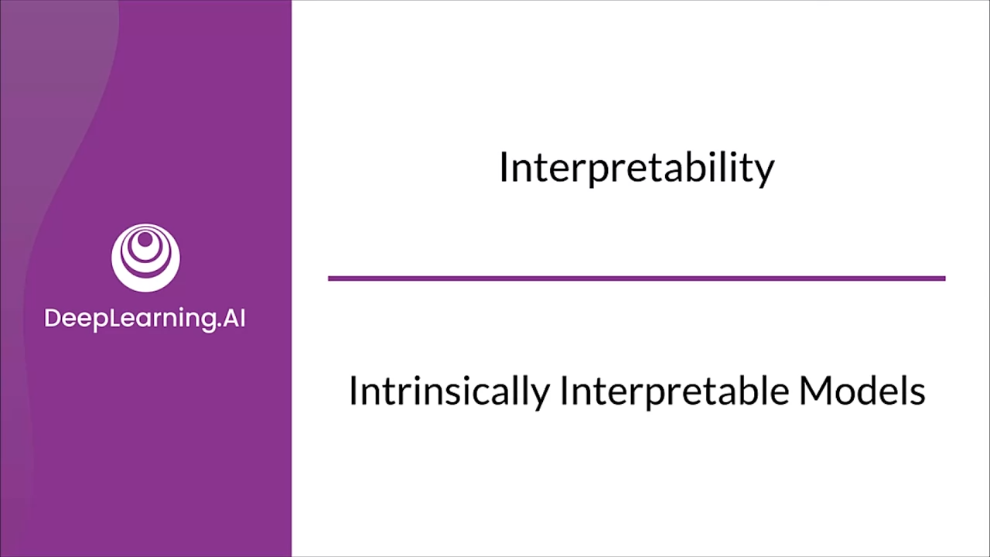 DeepLearning.AI
Interpretability
Intrinsically Interpretable Models